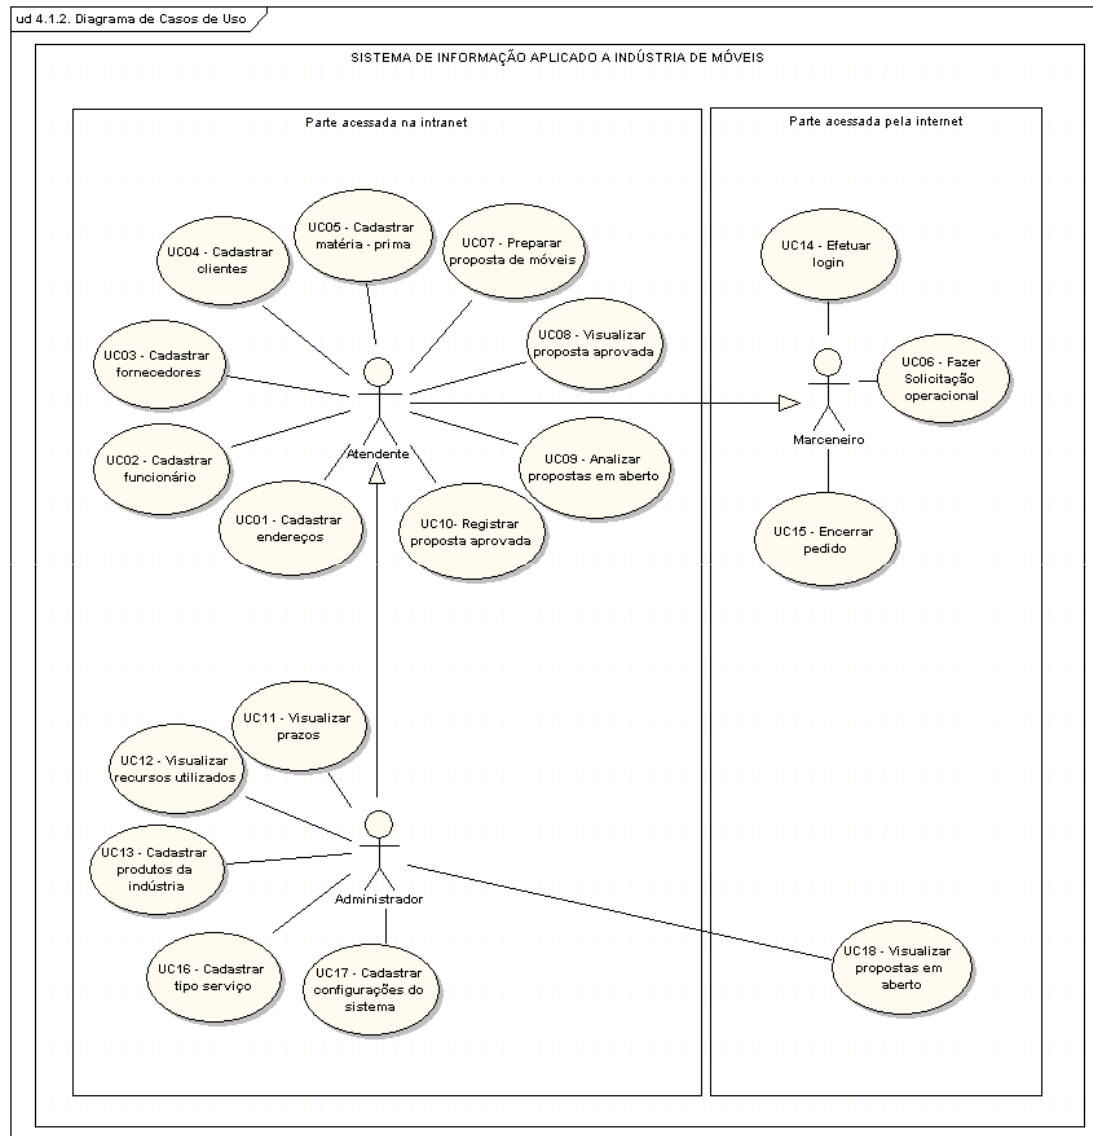 ud 4.1.2. Diagrama de Casos de Uso
SISTEMA DE INFORMAÇÃO APLICADO A INDÚSTRIA DE MÓVEIS
Parte acessada na intranet
UC05 - Cadastrar
matéria - prima
UC04 - Cadastrar
clientes
UC07 - Preparar
proposta de móveis
UC03 - Cadastrar
fornecedores
UC08 - Visualizar
proposta aprovada
Atendente
UC02 - Cadastrar
funcionário
UC09 - Analizar
propostas em aberto
UC01 - Cadastrar
endereços
UC10- Registrar
proposta aprovada
UC11 - Visualizar
prazos
UC12 - Visualizar
recursos utilizados
UC13 - Cadastrar
produtos da
indústria
Administrador
UC16 - Cadastrar
tipo serviço
UC17 - Cadastrar
configurações do
sistema
Parte acessada pela internet
UC14 - Efetuar
login
UC06 - Fazer
Solicitação
operacional
Marceneiro
UC15 - Encerrar
pedido
UC18 - Visualizar
propostas em
aberto